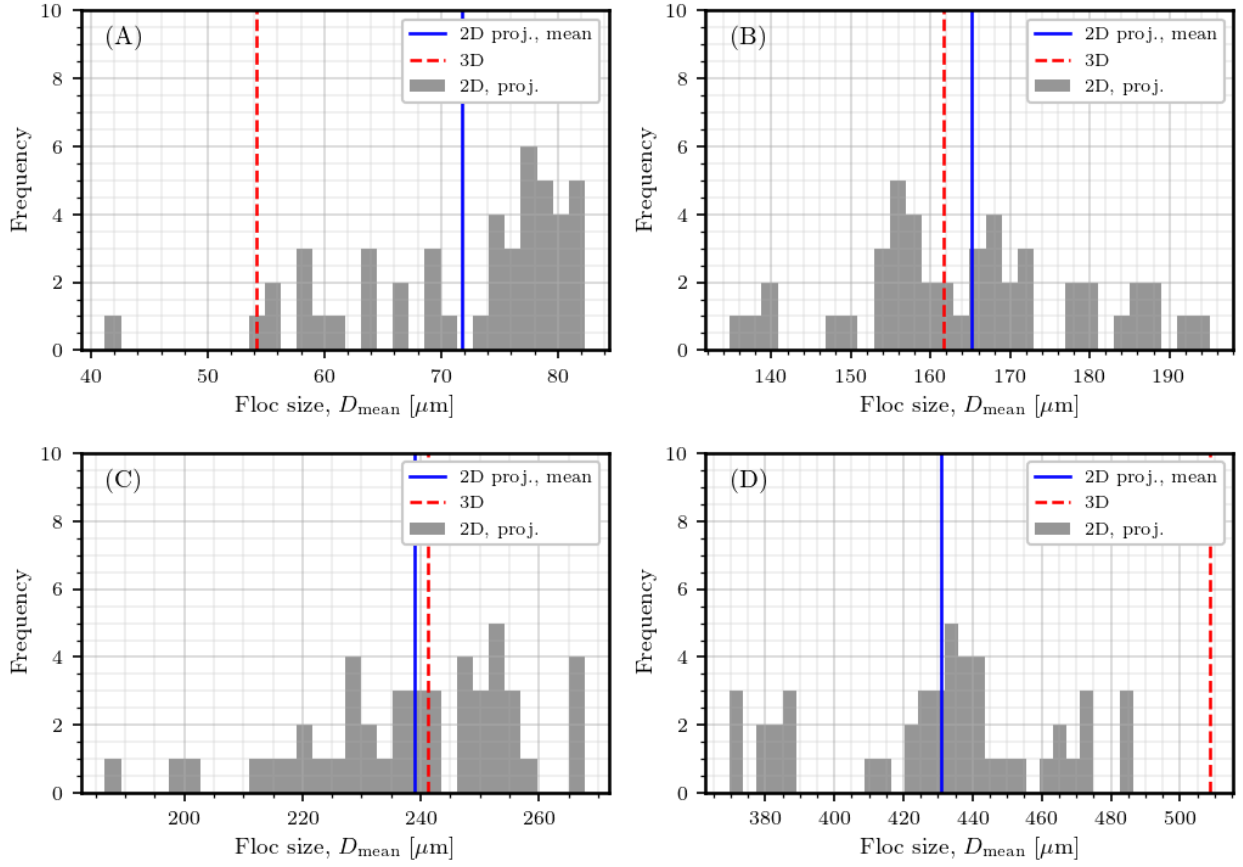 (A)
2D proj., mean
3D
2D, proj.
Frequency
10
8
6
4
2
0
40 50 60 70 80
Floc size, D_mean [μm]
(B)
2D proj., mean
3D
2D, proj.
Frequency
10
8
6
4
2
0
140 150 160 170 180 190
Floc size, D_mean [μm]
(C)
2D proj., mean
3D
2D, proj.
Frequency
10
8
6
4
2
0
200 220 240 260
Floc size, D_mean [μm]
(D)
2D proj., mean
3D
2D, proj.
Frequency
10
8
6
4
2
0
380 400 420 440 460 480 500
Floc size, D_mean [μm]